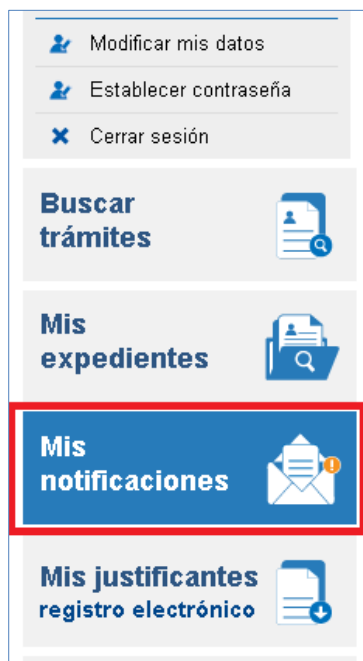 Modificar mis datos
Establecer contraseña
Cerrar sesión
Buscar
trámites
Mis
expedientes
Mis
notificaciones
Mis justificantes
registro electrónico